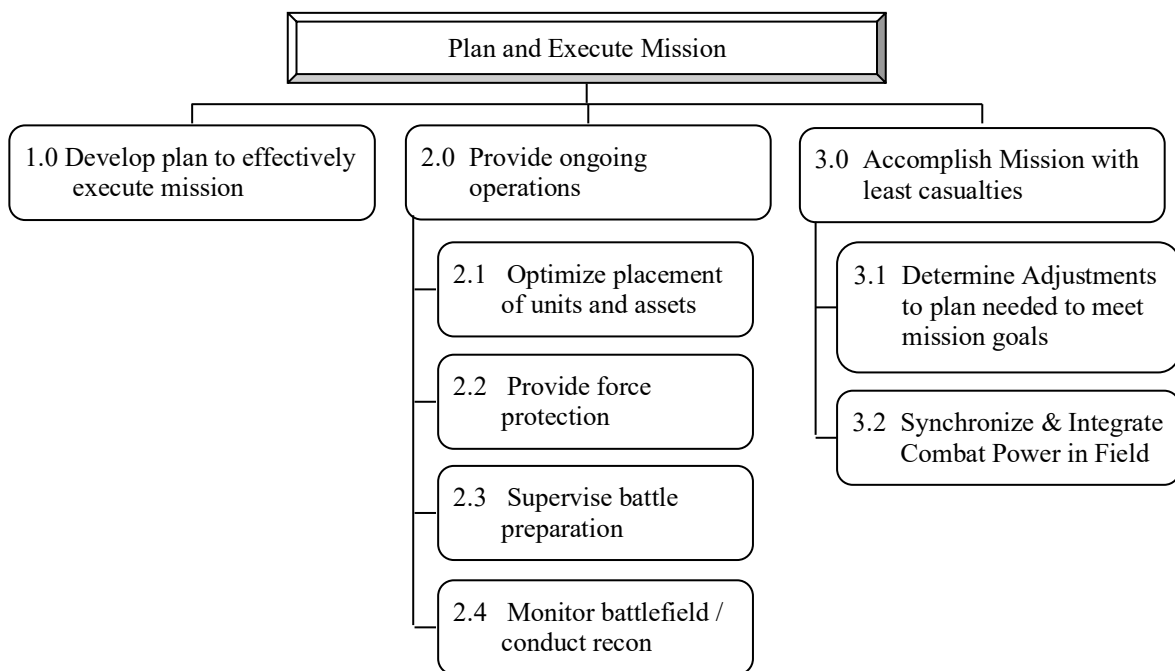 Plan and Execute Mission
1.0 Develop plan to effectively
execute mission
2.0 Provide ongoing
operations
2.1 Optimize placement
of units and assets
2.2 Provide force
protection
2.3 Supervise battle
preparation
2.4 Monitor battlefield /
conduct recon
3.0 Accomplish Mission with
least casualties
3.1 Determine Adjustments
to plan needed to meet
mission goals
3.2 Synchronize & Integrate
Combat Power in Field